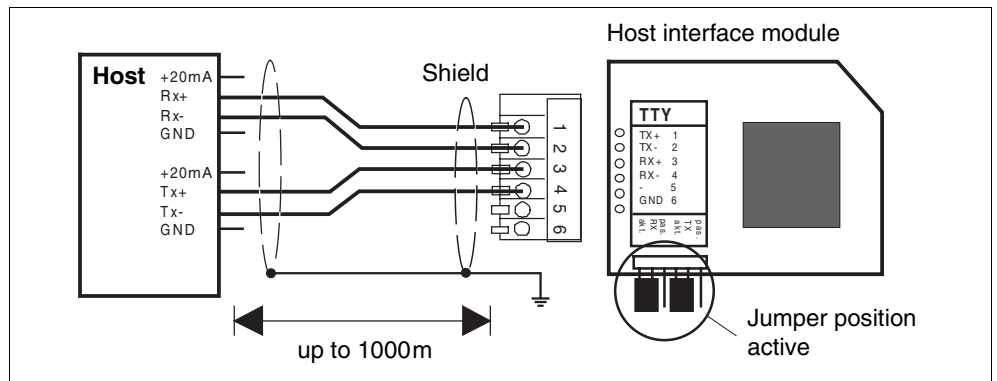 Host
+20mA
Rx+
Rx-
GND
+20mA
Tx+
Tx-
GND
Shield
1
2
3
4
5
6
up to 1000m
Host interface module
TTY
TX+ 1
TX- 2
RX+ 3
RX- 4
- 5
GND 6
akt. RX pas.
akt. TX pas.
Jumper position
active